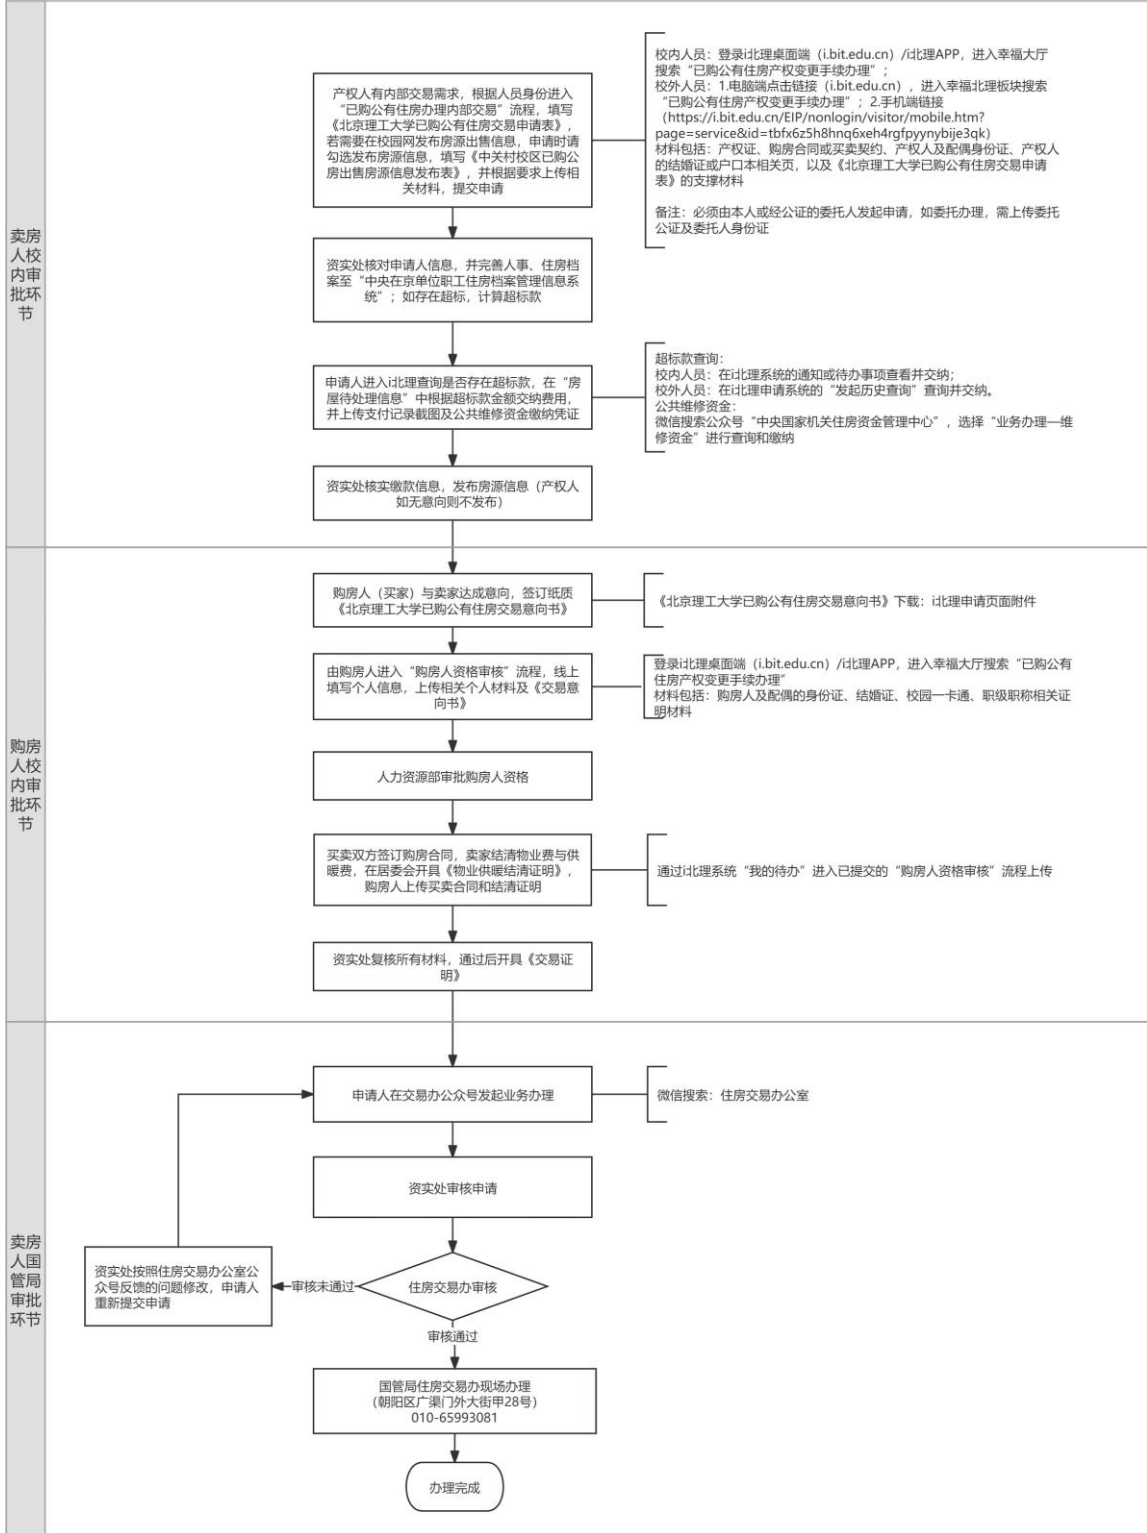 卖房
人校
内审
批环
节
产权人有内部交易需求，根据人员身份进入
“已购公有住房办理内部交易”流程，填写
《北京理工大学已购公有住房交易申请表》，
若需要在校园网发布房源出售信息，申请时请
勾选发布房源信息，填写《中关村校区已购公
房出售房源信息发布表》，并根据要求上传相
关材料，提交申请
校内人员：登录i北理桌面端（i.bit.edu.cn）/i北理APP，进入幸福大厅
搜索“已购公有住房产权变更手续办理”；
校外人员：1.电脑端点击链接（i.bit.edu.cn），进入幸福北理板块搜索
“已购公有住房产权变更手续办理”；2.手机端链接
（https://i.bit.edu.cn/EIP/nonlogin/visitor/mobile.htm?
page=service&id=tbfx6z5h8hnq6xeh4rgfpyynybije3qk）
材料包括：产权证、购房合同或买卖契约、产权人及配偶身份证、产权人
的结婚证或户口本相关页，以及《北京理工大学已购公有住房交易申请
表》的支撑材料
备注：必须由本人或经公证的委托人发起申请，如委托办理，需上传委托
公证及委托人身份证
资实处核对申请人信息，并完善人事、住房档
案至“中央在京单位职工住房档案管理信息系
统”；如存在超标，计算超标款
申请人进入i北理查询是否存在超标款，在“房
屋待处理信息”中根据超标款金额交纳费用，
并上传支付记录截图及公共维修资金缴纳凭证
超标款查询：
校内人员：在i北理系统的通知或待办事项查看并交纳；
校外人员：在i北理申请系统的“发起历史查询”查询并交纳。
公共维修资金：
微信搜索公众号“中央国家机关住房资金管理中心”，选择“业务办理—维
修资金”进行查询和缴纳
资实处核实缴款信息，发布房源信息（产权人
如无意向则不发布）
购房
人校
内审
批环
节
购房人（买家）与卖家达成意向，签订纸质
《北京理工大学已购公有住房交易意向书》
《北京理工大学已购公有住房交易意向书》下载：i北理申请页面附件
由购房人进入“购房人资格审核”流程，线上
填写个人信息，上传相关个人材料及《交易意
向书》
登录i北理桌面端（i.bit.edu.cn）/i北理APP，进入幸福大厅搜索“已购公有
住房产权变更手续办理”
材料包括：购房人及配偶的身份证、结婚证、校园一卡通、职级职称相关证
明材料
人力资源部审批购房人资格
买卖双方签订购房合同，卖家结清物业费与供
暖费，在居委会开具《物业供暖结清证明》，
购房人上传买卖合同和结清证明
通过i北理系统“我的待办”进入已提交的“购房人资格审核”流程上传
资实处复核所有材料，通过后开具《交易证
明》
卖房
人国
管局
审批
环节
申请人在交易办公众号发起业务办理
微信搜索：住房交易办公室
资实处审核申请
住房交易办审核
审核未通过
资实处按照住房交易办公室公
众号反馈的问题修改，申请人
重新提交申请
审核通过
国管局住房交易办现场办理
（朝阳区广渠门外大街甲28号）
010-65993081
办理完成